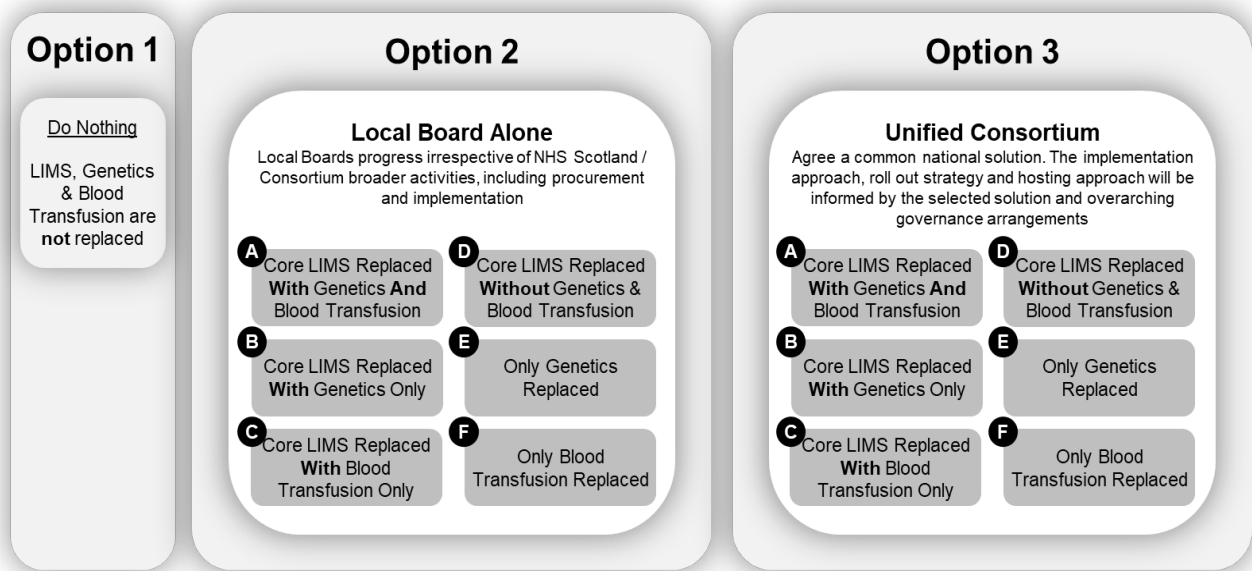 Option 1
Do Nothing
LIMS, Genetics
& Blood
Transfusion are
not replaced
Option 2
Local Board Alone
Local Boards progress irrespective of NHS Scotland /
Consortium broader activities, including procurement
and implementation
A
Core LIMS Replaced
With Genetics And
Blood Transfusion
B
Core LIMS Replaced
With Genetics Only
C
Core LIMS Replaced
With Blood
Transfusion Only
D
Core LIMS Replaced
Without Genetics &
Blood Transfusion
E
Only Genetics
Replaced
F
Only Blood
Transfusion Replaced
Option 3
Unified Consortium
Agree a common national solution. The implementation
approach, roll out strategy and hosting approach will be
informed by the selected solution and overarching
governance arrangements
A
Core LIMS Replaced
With Genetics And
Blood Transfusion
B
Core LIMS Replaced
With Genetics Only
C
Core LIMS Replaced
With Blood
Transfusion Only
D
Core LIMS Replaced
Without Genetics &
Blood Transfusion
E
Only Genetics
Replaced
F
Only Blood
Transfusion Replaced